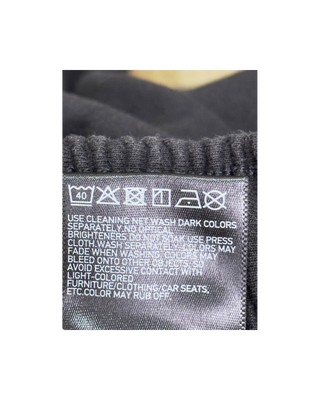 40
USE CLEANING NET.WASH DARK COLORS
SEPARATELY.NO OPTICAL
BRIGHTENERS.DO NOT SOAK USE PRESS
CLOTH.WASH SEPARATELY.COLORS MAY
FADE WHEN WASHING.COLORS MAY
BLEED ONTO OTHER OBJECTS,SO
AVOID EXCESSIVE CONTACT WITH
LIGHT-COLORED
FURNITURE/CLOTHING/CAR SEATS,
ETC.COLOR MAY RUB OFF.